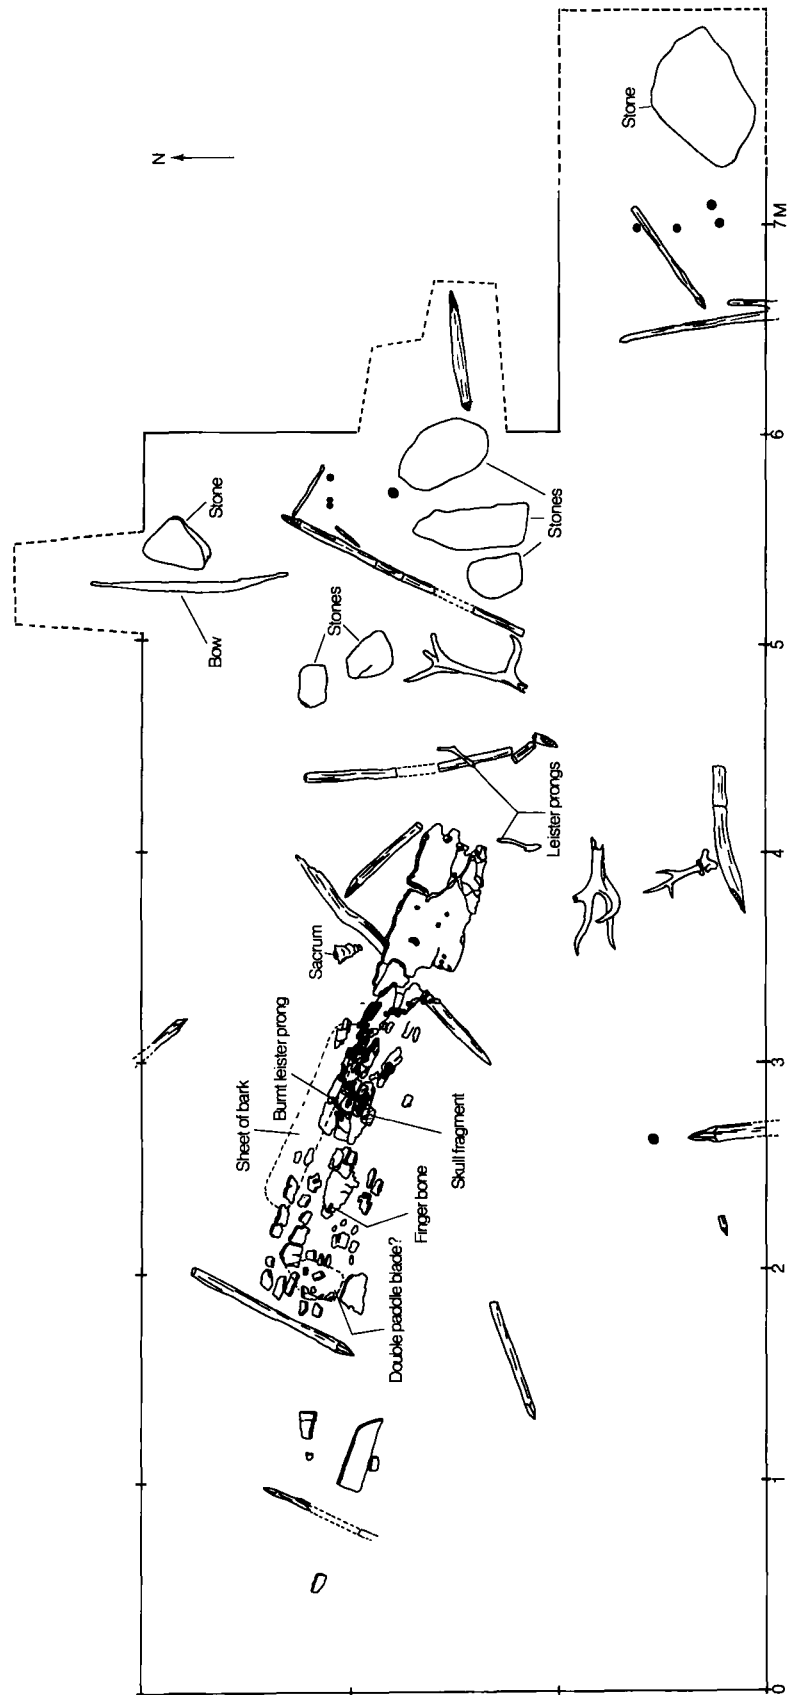 N
Stone
Bow
Stone
Stones
Stones
Leister prongs
Sacrum
Burnt leister prong
Sheet of bark
Skull fragment
Finger bone
Double paddle blade?
0
1
2
3
4
5
6
7M